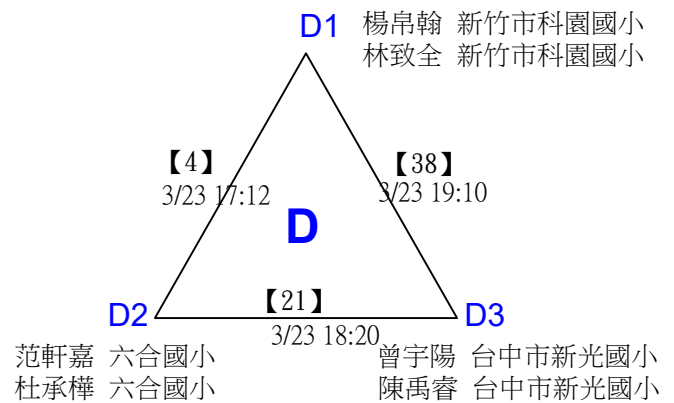 D1
楊帛翰 新竹市科園國小
林致全 新竹市科園國小
【4】
3/23 17:12
【38】
3/23 19:10
D
【21】
3/23 18:20
D2
范軒嘉 六合國小
杜承樺 六合國小
D3
曾宇陽 台中市新光國小
陳禹睿 台中市新光國小